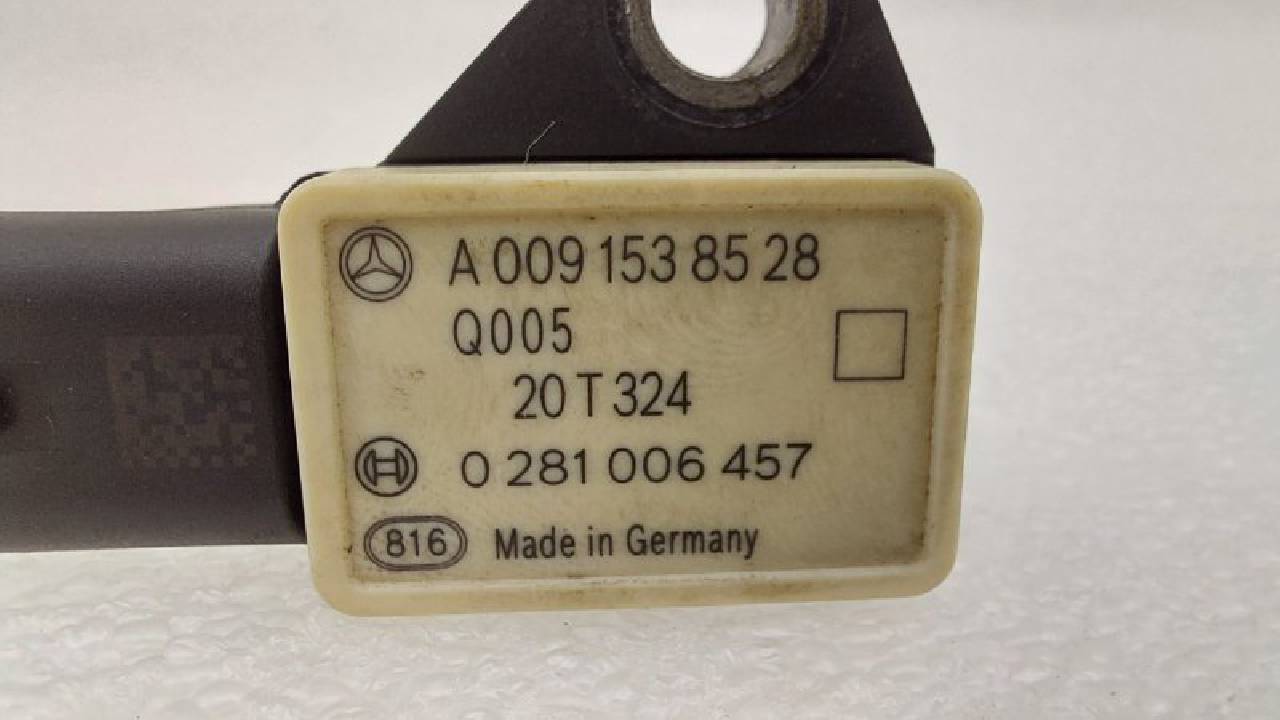 A 009 153 85 28
Q005
20 T 324
0 281 006 457
816 Made in Germany